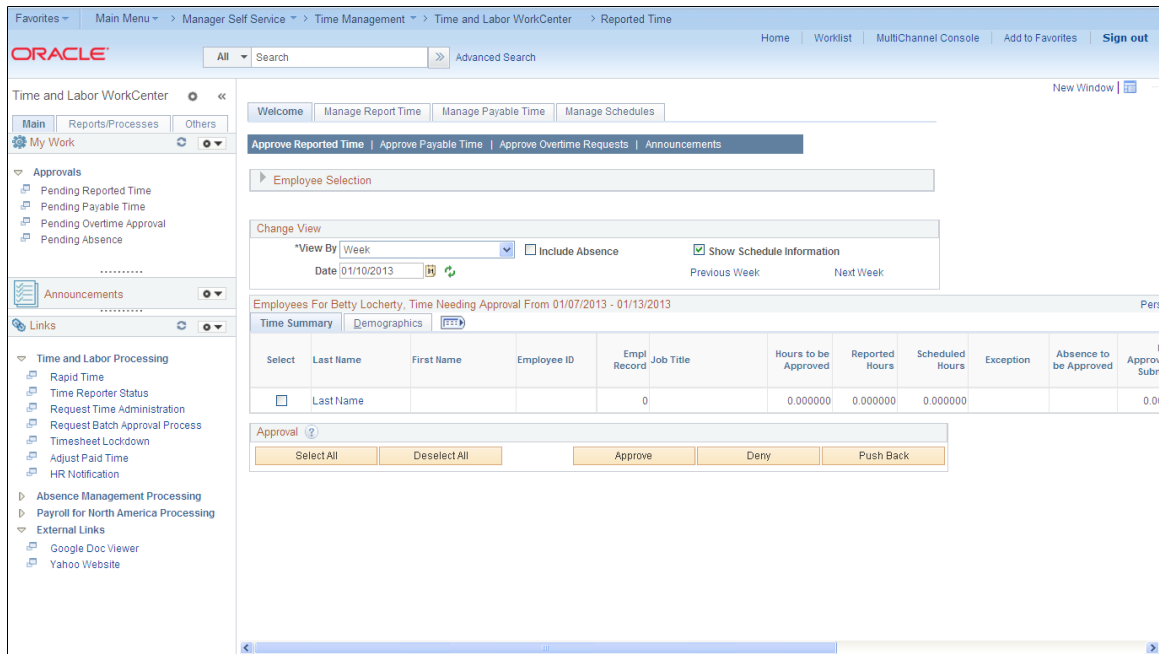 Favorites Main Menu > Manager Self Service > Time Management > Time and Labor WorkCenter > Reported Time
Home Worklist MultiChannel Console Add to Favorites Sign out
ORACLE All Search Advanced Search
New Window
Time and Labor WorkCenter
Main Reports/Processes Others
My Work
Approvals
Pending Reported Time
Pending Payable Time
Pending Overtime Approval
Pending Absence
Announcements
Links
Time and Labor Processing
Rapid Time
Time Reporter Status
Request Time Administration
Request Batch Approval Process
Timesheet Lockdown
Adjust Paid Time
HR Notification
Absence Management Processing
Payroll for North America Processing
External Links
Google Doc Viewer
Yahoo Website
Welcome Manage Report Time Manage Payable Time Manage Schedules
Approve Reported Time | Approve Payable Time | Approve Overtime Requests | Announcements
Employee Selection
Change View
*View By Week Include Absence Show Schedule Information
Date 01/10/2013 Previous Week Next Week
Employees For Betty Locherty, Time Needing Approval From 01/07/2013 - 01/13/2013 Pers
Time Summary Demographics
Select Last Name First Name Employee ID Empl Record Job Title Hours to be Approved Reported Hours Scheduled Hours Exception Absence to be Approved Approv Subm
Last Name 0 0.000000 0.000000 0.000000 0.0
Approval
Select All Deselect All Approve Deny Push Back